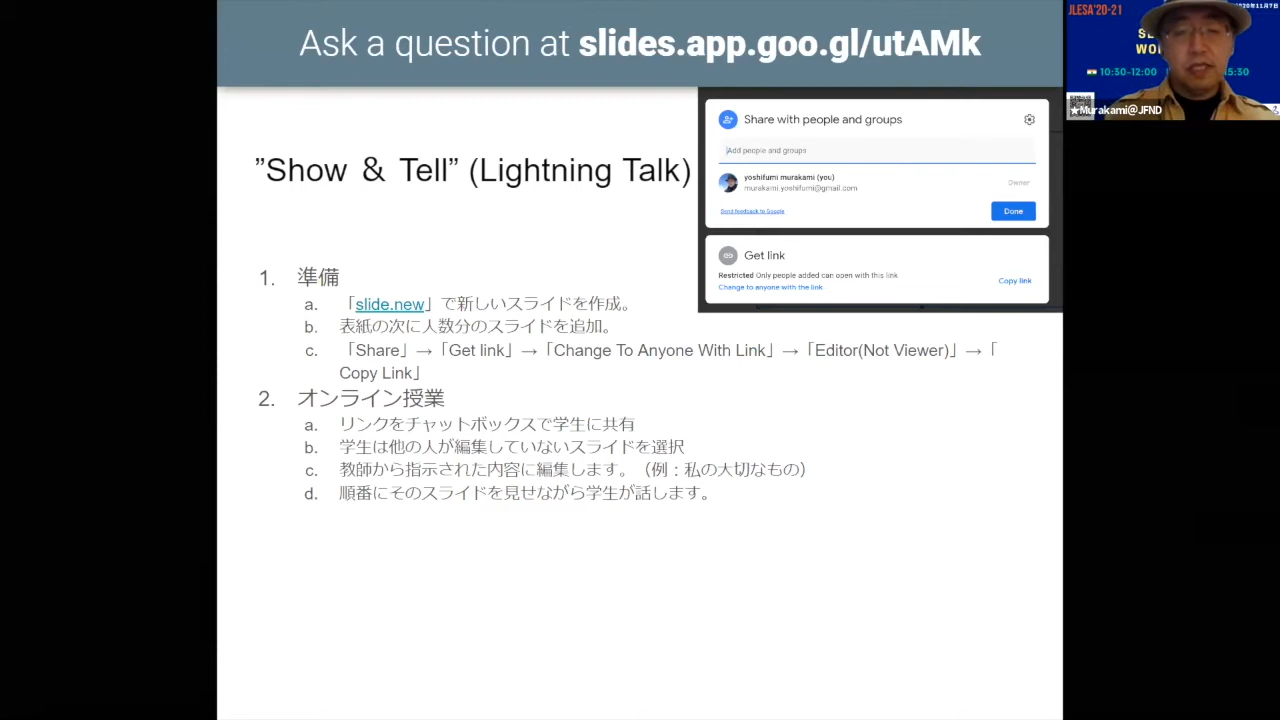 Ask a question at slides.app.goo.gl/utAMk
”Show ＆ Tell” (Lightning Talk)
Share with people and groups
Add people and groups
yoshifumi murakami (you)
murakami.yoshifumi@gmail.com
Owner
Send feedback to Google
Done
Get link
Restricted Only people added can open with this link
Change to anyone with the link
Copy link
1. 準備
a. 「slide.new」で新しいスライドを作成。
b. 表紙の次に人数分のスライドを追加。
c. 「Share」→「Get link」→「Change To Anyone With Link」→「Editor(Not Viewer)」→「
Copy Link」
2. オンライン授業
a. リンクをチャットボックスで学生に共有
b. 学生は他の人が編集していないスライドを選択
c. 教師から指示された内容に編集します。（例：私の大切なもの）
d. 順番にそのスライドを見せながら学生が話します。
JLESA'20-21
10:30-12:00
★Murakami@JFND